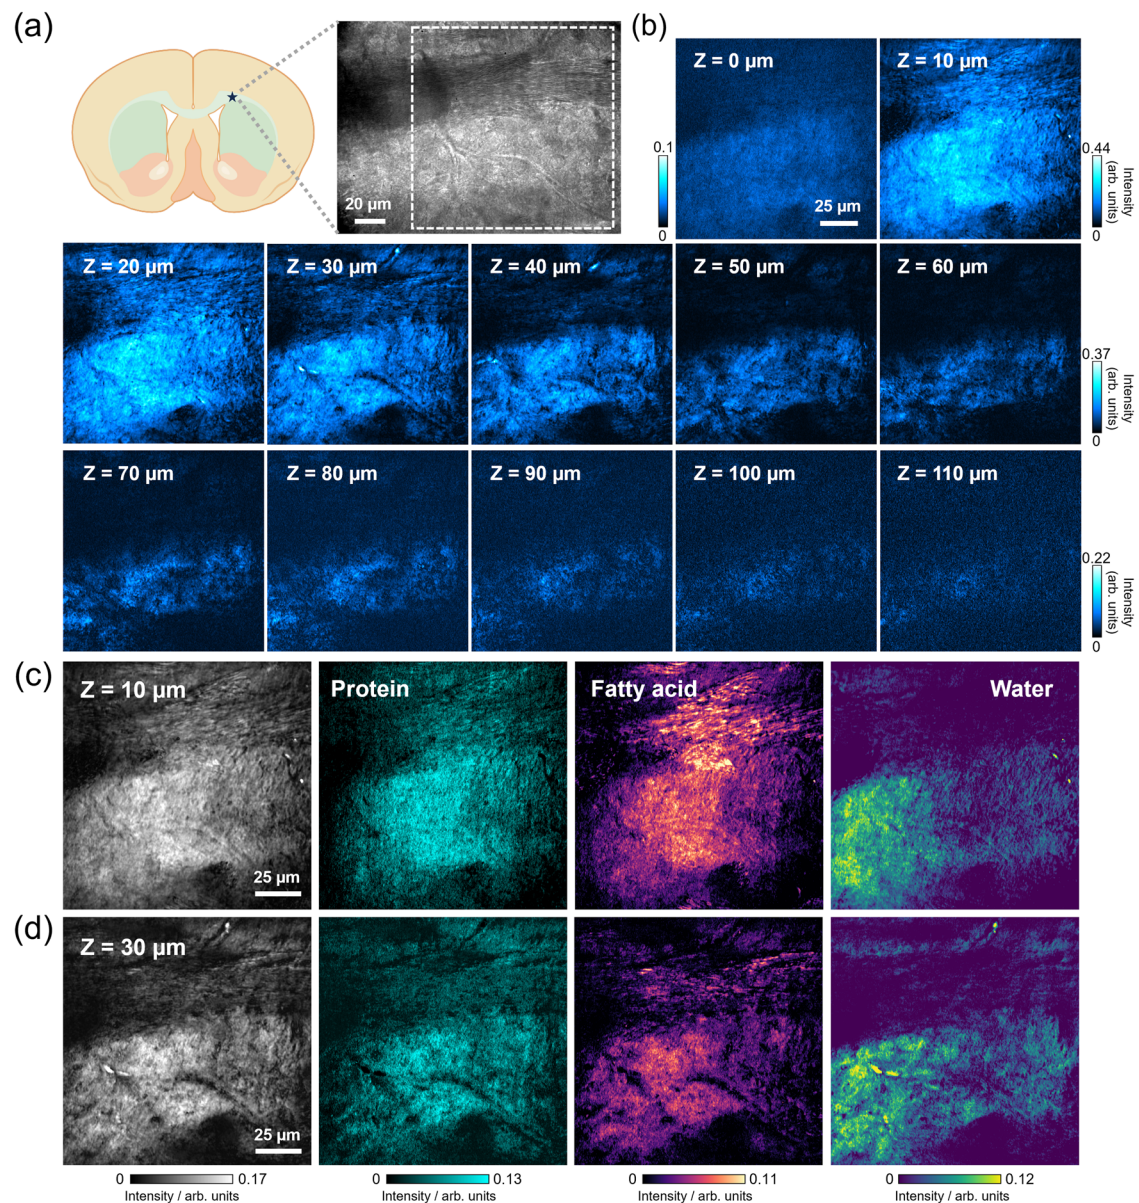 (a)
20 μm
(b)
Z = 0 μm
0.1
0
25 μm
Z = 10 μm
0.44
0
Intensity
(arb. units)
Z = 20 μm
Z = 30 μm
Z = 40 μm
Z = 50 μm
Z = 60 μm
0.37
0
Intensity
(arb. units)
Z = 70 μm
Z = 80 μm
Z = 90 μm
Z = 100 μm
Z = 110 μm
0.22
0
Intensity
(arb. units)
(c)
Z = 10 μm
25 μm
Protein
Fatty acid
Water
(d)
Z = 30 μm
25 μm
0 0.17
Intensity / arb. units
0 0.13
Intensity / arb. units
0 0.11
Intensity / arb. units
0 0.12
Intensity / arb. units